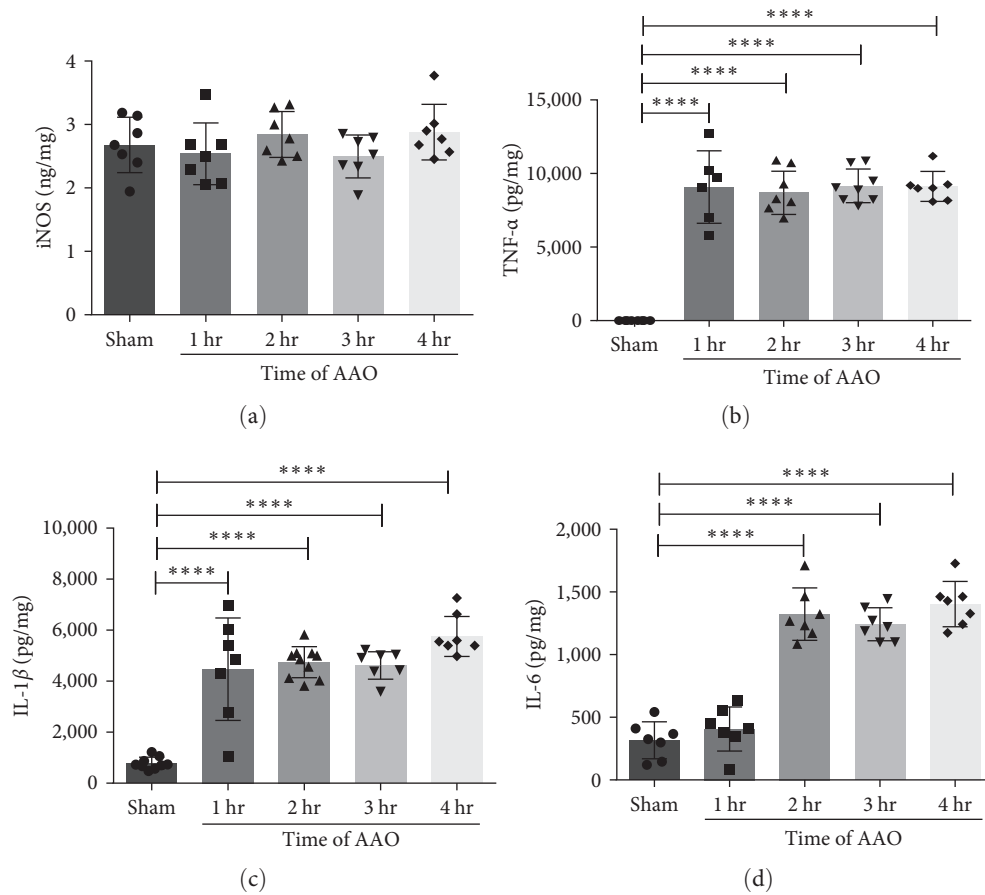 iNOS (ng/mg)
4
3
2
1
0
Sham
1 hr
2 hr
3 hr
4 hr
Time of AAO
(a)
****
****
****
****
TNF-α (pg/mg)
15,000
10,000
5,000
0
Sham
1 hr
2 hr
3 hr
4 hr
Time of AAO
(b)
****
****
****
****
IL-1β (pg/mg)
10,000
8,000
6,000
4,000
2,000
0
Sham
1 hr
2 hr
3 hr
4 hr
Time of AAO
(c)
****
****
****
IL-6 (pg/mg)
2,000
1,500
1,000
500
0
Sham
1 hr
2 hr
3 hr
4 hr
Time of AAO
(d)